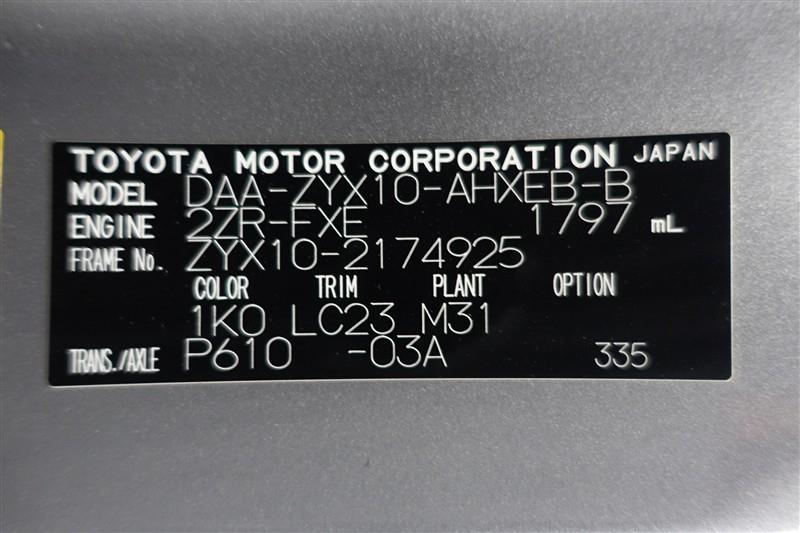 TOYOTA MOTOR CORPORATION JAPAN
MODEL DAA-ZYX10-AHXEB-B
ENGINE 2ZR-FXE 1797 mL
FRAME No. ZYX10-2174925
COLOR TRIM PLANT OPTION
1K0 LC23 M31
TRANS./AXLE P610 -03A 335